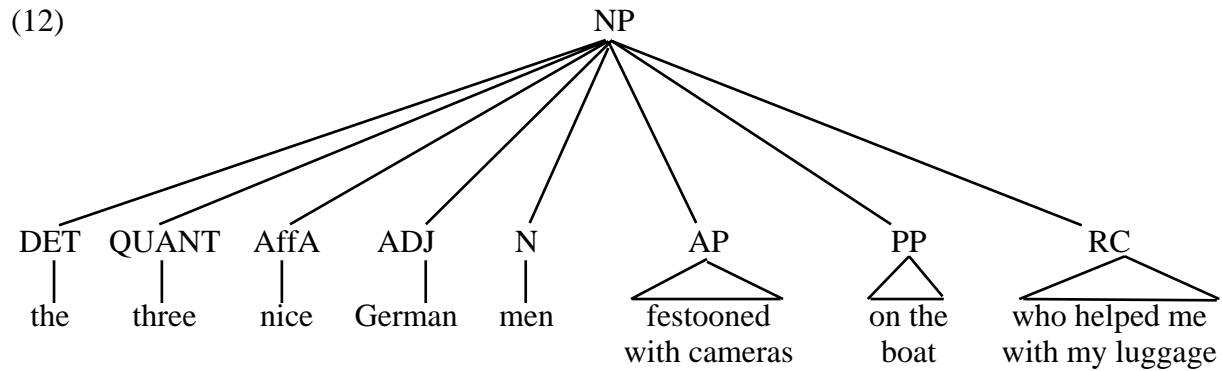 (12) NP
DET QUANT AffA ADJ N AP PP RC
the three nice German men festooned on the who helped me
with cameras boat with my luggage